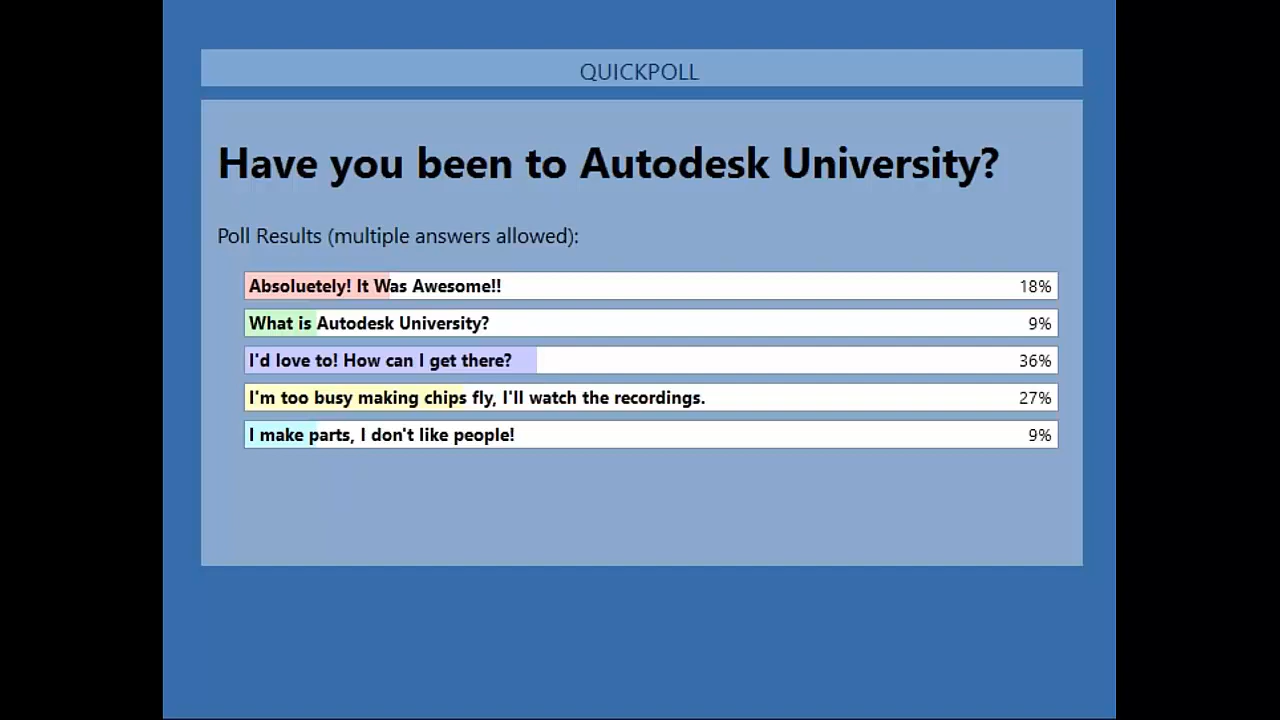 QUICKPOLL
Have you been to Autodesk University?
Poll Results (multiple answers allowed):
Absoluetely! It Was Awesome!! 18%
What is Autodesk University? 9%
I'd love to! How can I get there? 36%
I'm too busy making chips fly, I'll watch the recordings. 27%
I make parts, I don't like people! 9%